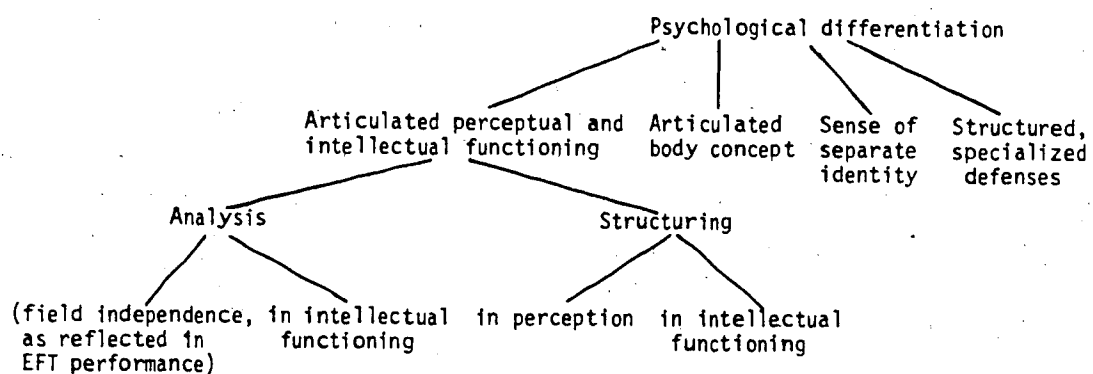 Psychological differentiation
Articulated perceptual and
intellectual functioning
Articulated
body concept
Sense of
separate
identity
Structured,
specialized
defenses
Analysis
Structuring
(field independence,
as reflected in
EFT performance)
in intellectual
functioning
in perception
in intellectual
functioning